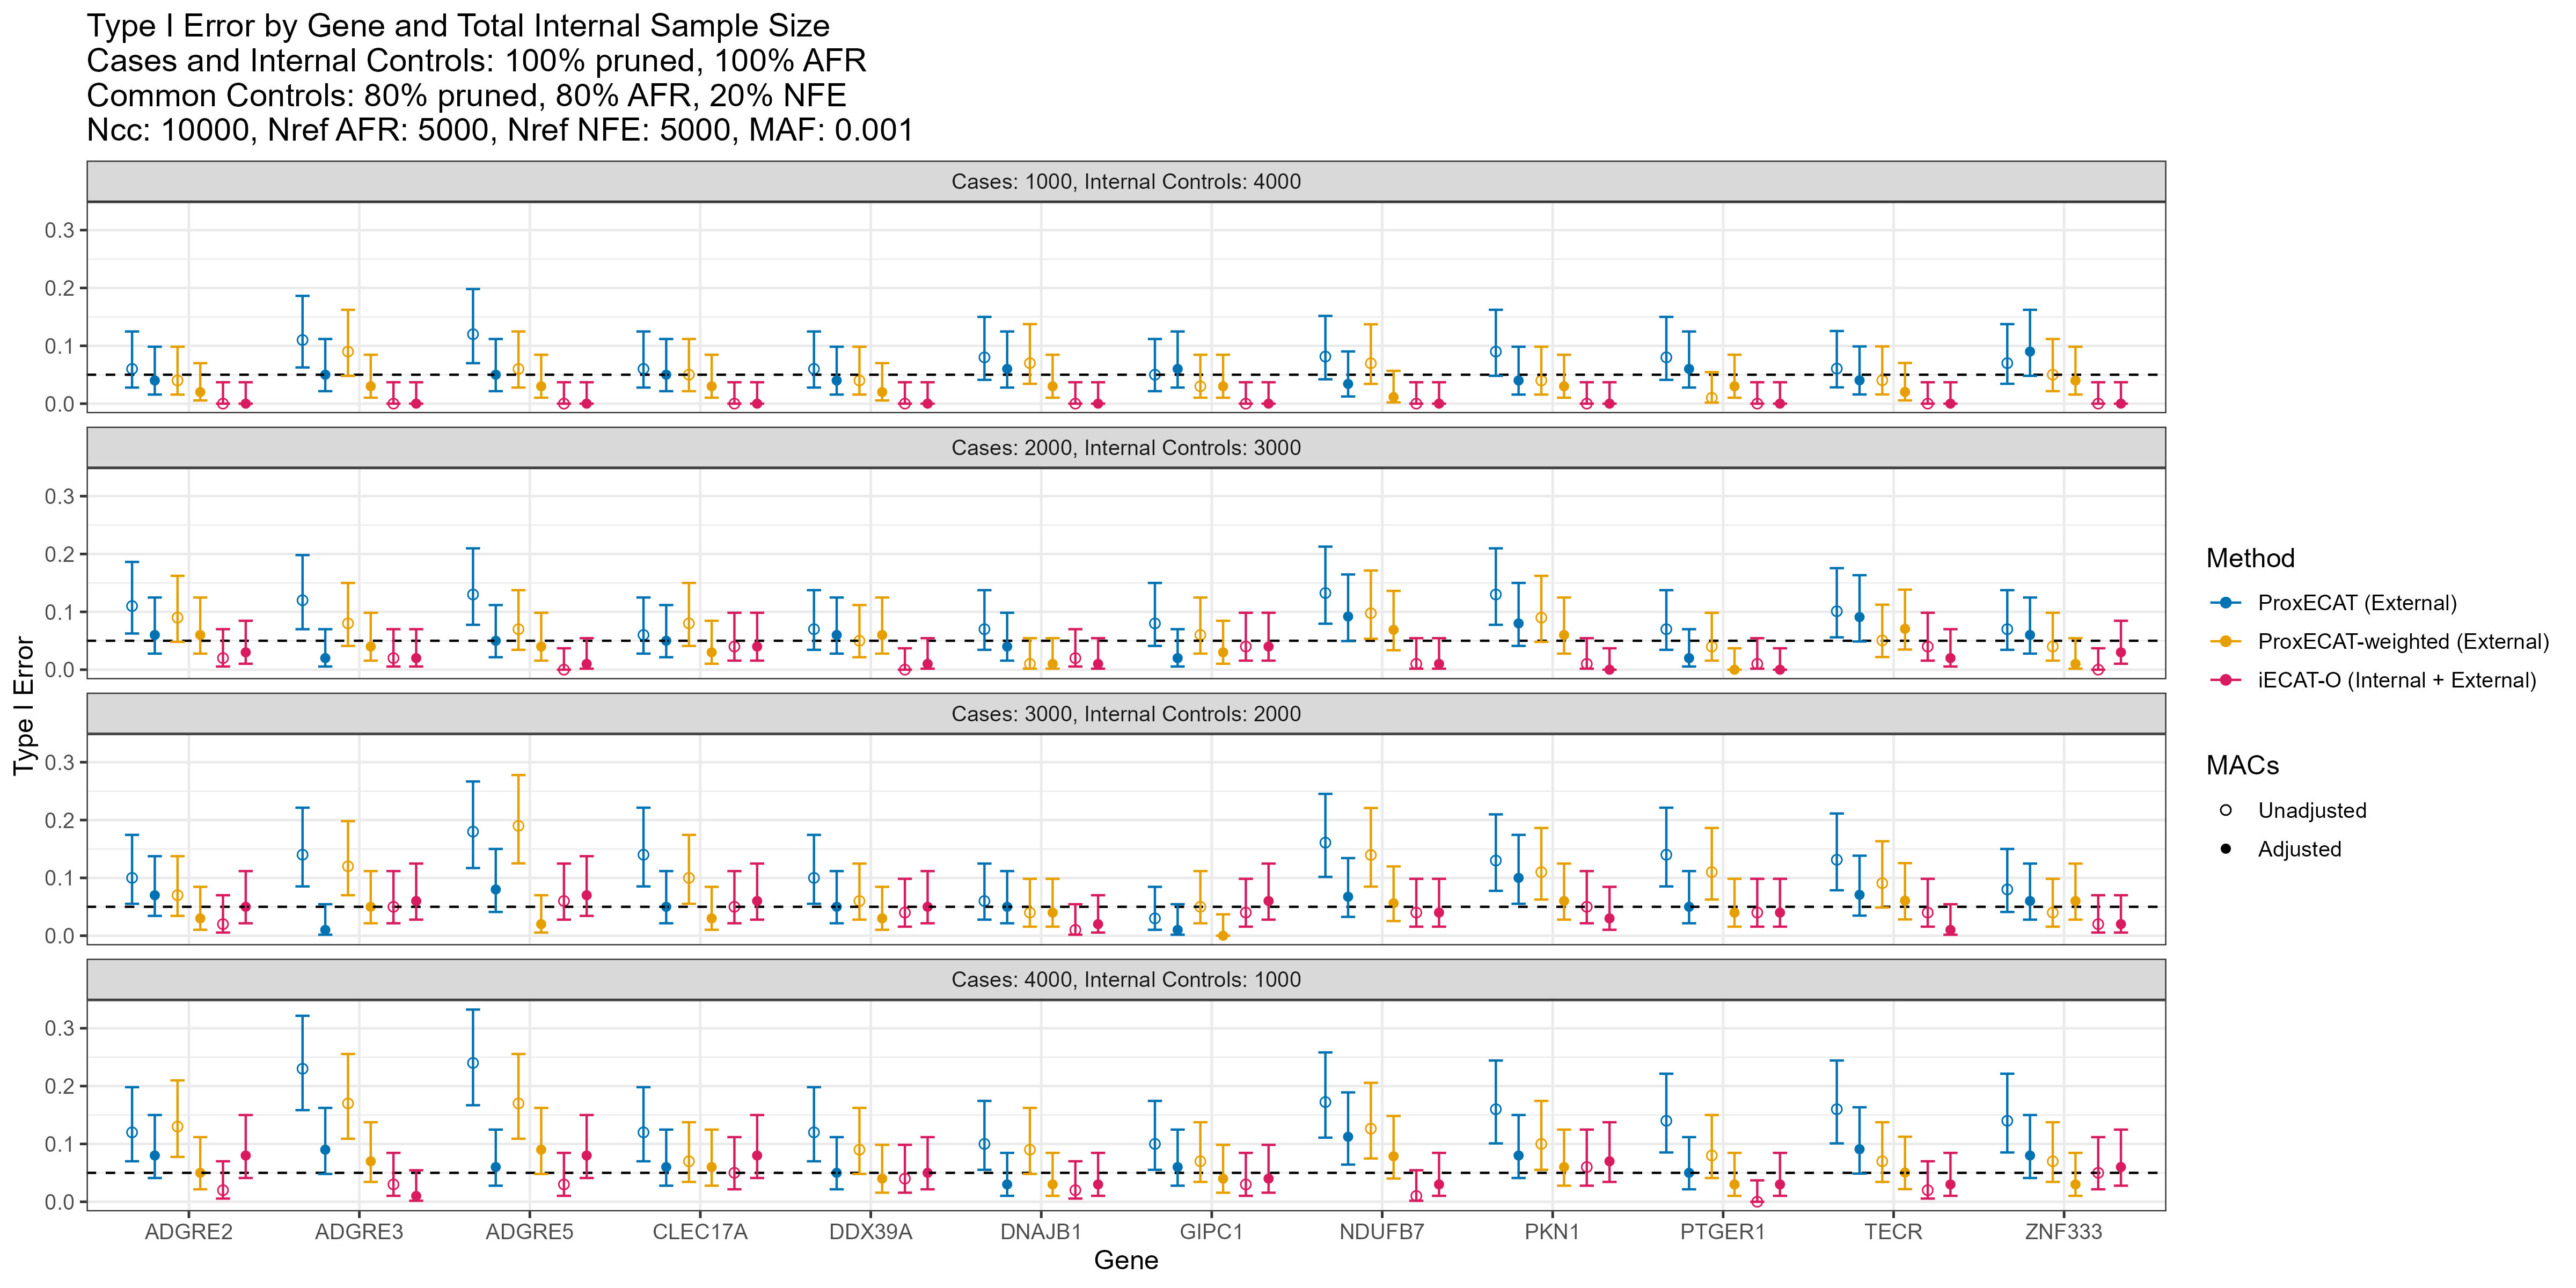 Type I Error by Gene and Total Internal Sample Size
Cases and Internal Controls: 100% pruned, 100% AFR
Common Controls: 80% pruned, 80% AFR, 20% NFE
Ncc: 10000, Nref AFR: 5000, Nref NFE: 5000, MAF: 0.001
Cases: 1000, Internal Controls: 4000
0.3
0.2
0.1
0.0
Cases: 2000, Internal Controls: 3000
0.3
0.2
0.1
0.0
Cases: 3000, Internal Controls: 2000
0.3
0.2
0.1
0.0
Cases: 4000, Internal Controls: 1000
0.3
0.2
0.1
0.0
Type I Error
ADGRE2 ADGRE3 ADGRE5 CLEC17A DDX39A DNAJB1 GIPC1 NDUFB7 PKN1 PTGER1 TECR ZNF333
Gene
Method
ProxECAT (External)
ProxECAT-weighted (External)
iECAT-O (Internal + External)
MACs
Unadjusted
Adjusted